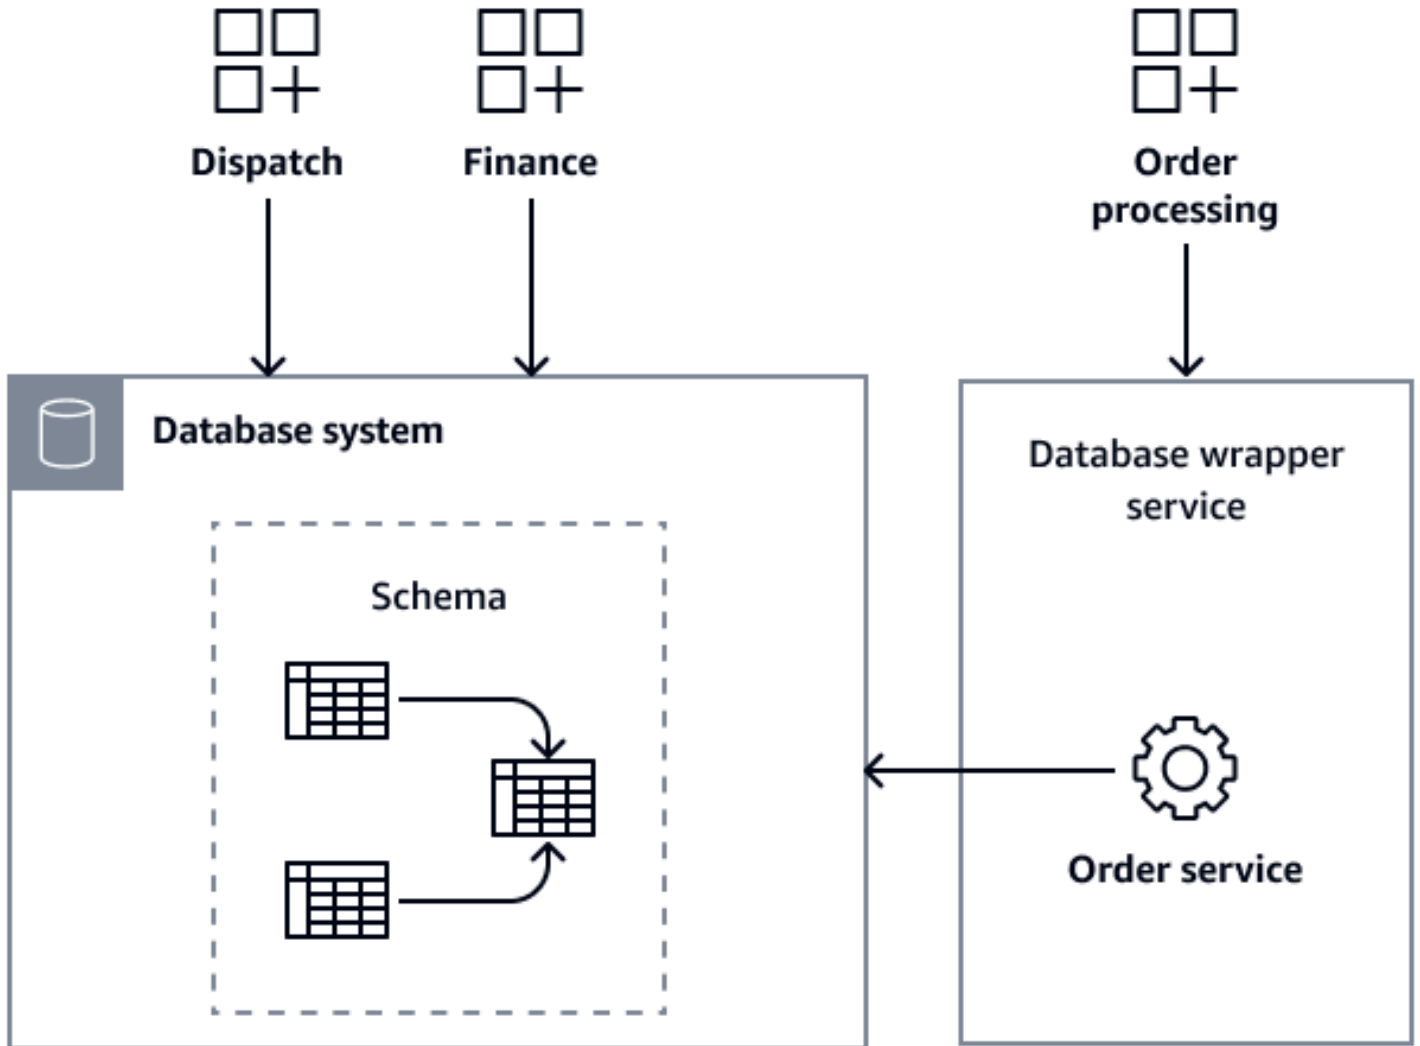 Dispatch
Finance
Order
processing
Database system
Database wrapper
service
Schema
Order service